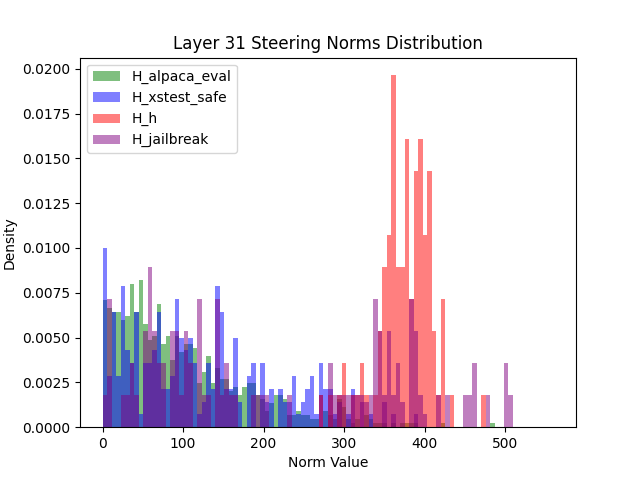 Layer 31 Steering Norms Distribution
H_alpaca_eval
H_xstest_safe
H_h
H_jailbreak
Density
0.0200
0.0175
0.0150
0.0125
0.0100
0.0075
0.0050
0.0025
0.0000
0 100 200 300 400 500
Norm Value